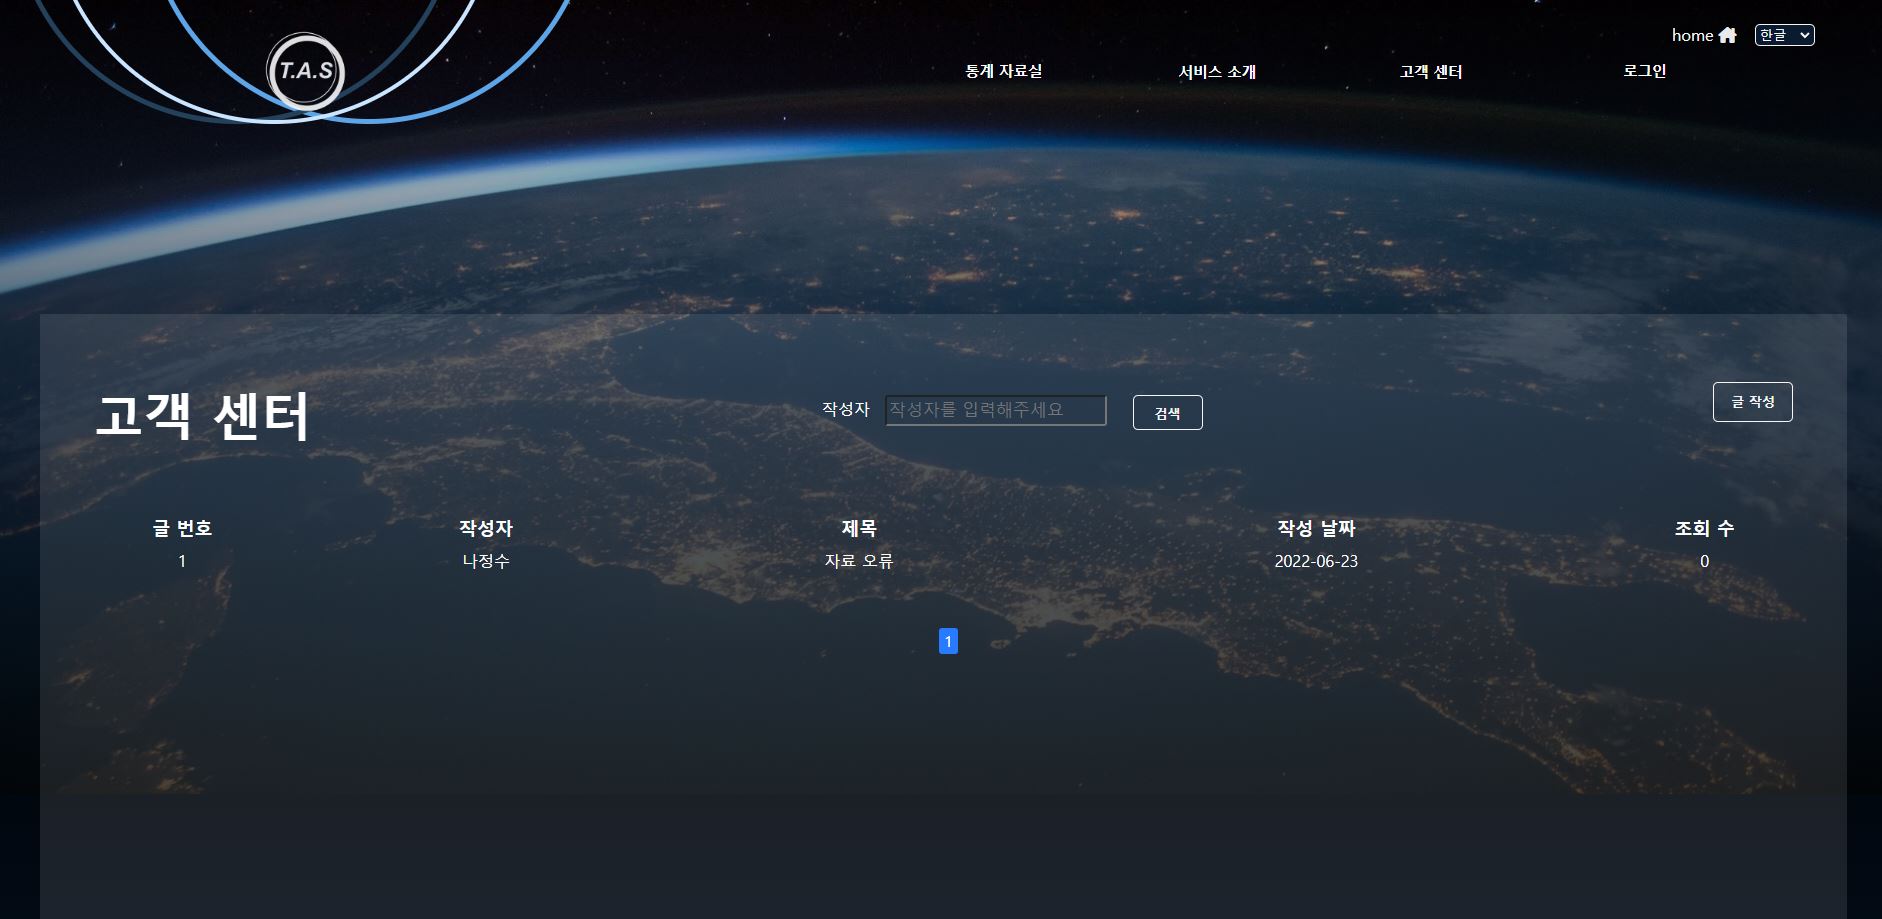 home 한글
T.A.S
통계 자료실 서비스 소개 고객 센터 로그인
고객 센터
작성자 작성자를 입력해주세요 검색 글 작성
글 번호 작성자 제목 작성 날짜 조회 수
1 나정수 자료 오류 2022-06-23 0
1